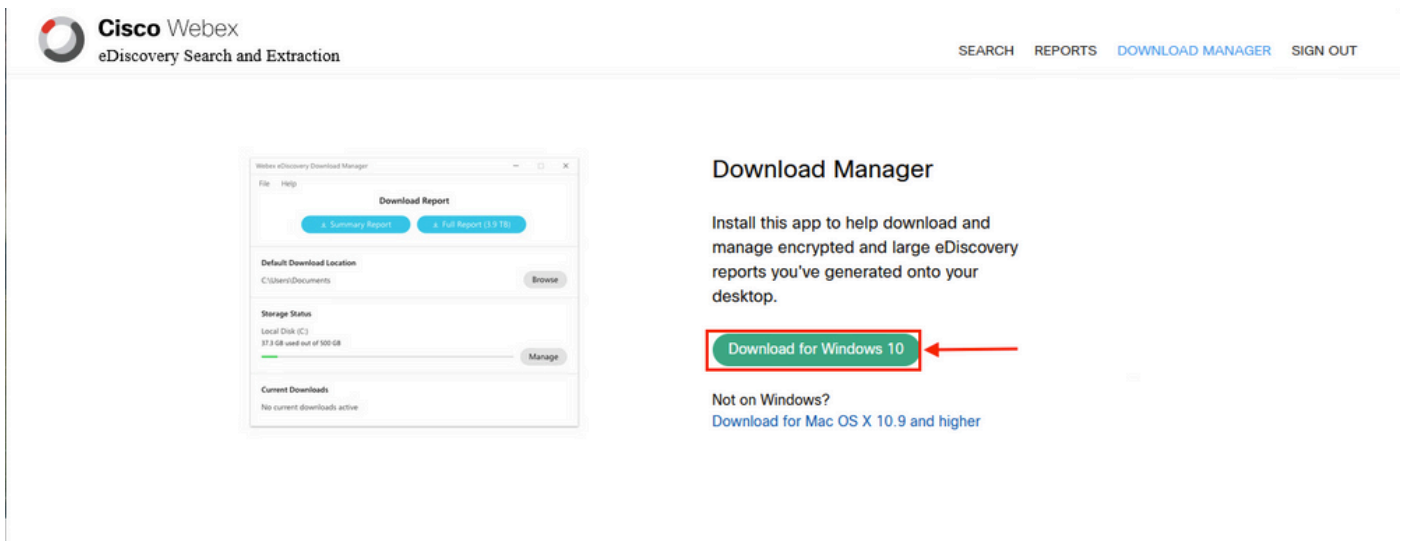 Cisco Webex
eDiscovery Search and Extraction
SEARCH REPORTS DOWNLOAD MANAGER SIGN OUT
Webex eDiscovery Download Manager
File Help
Download Report
Summary Report
Full Report (3.9 TB)
Default Download Location
C:\Users\Documents
Browse
Storage Status
Local Disk (C:)
37.3 GB used out of 500 GB
Manage
Current Downloads
No current downloads active
Download Manager
Install this app to help download and
manage encrypted and large eDiscovery
reports you've generated onto your
desktop.
Download for Windows 10
Not on Windows?
Download for Mac OS X 10.9 and higher